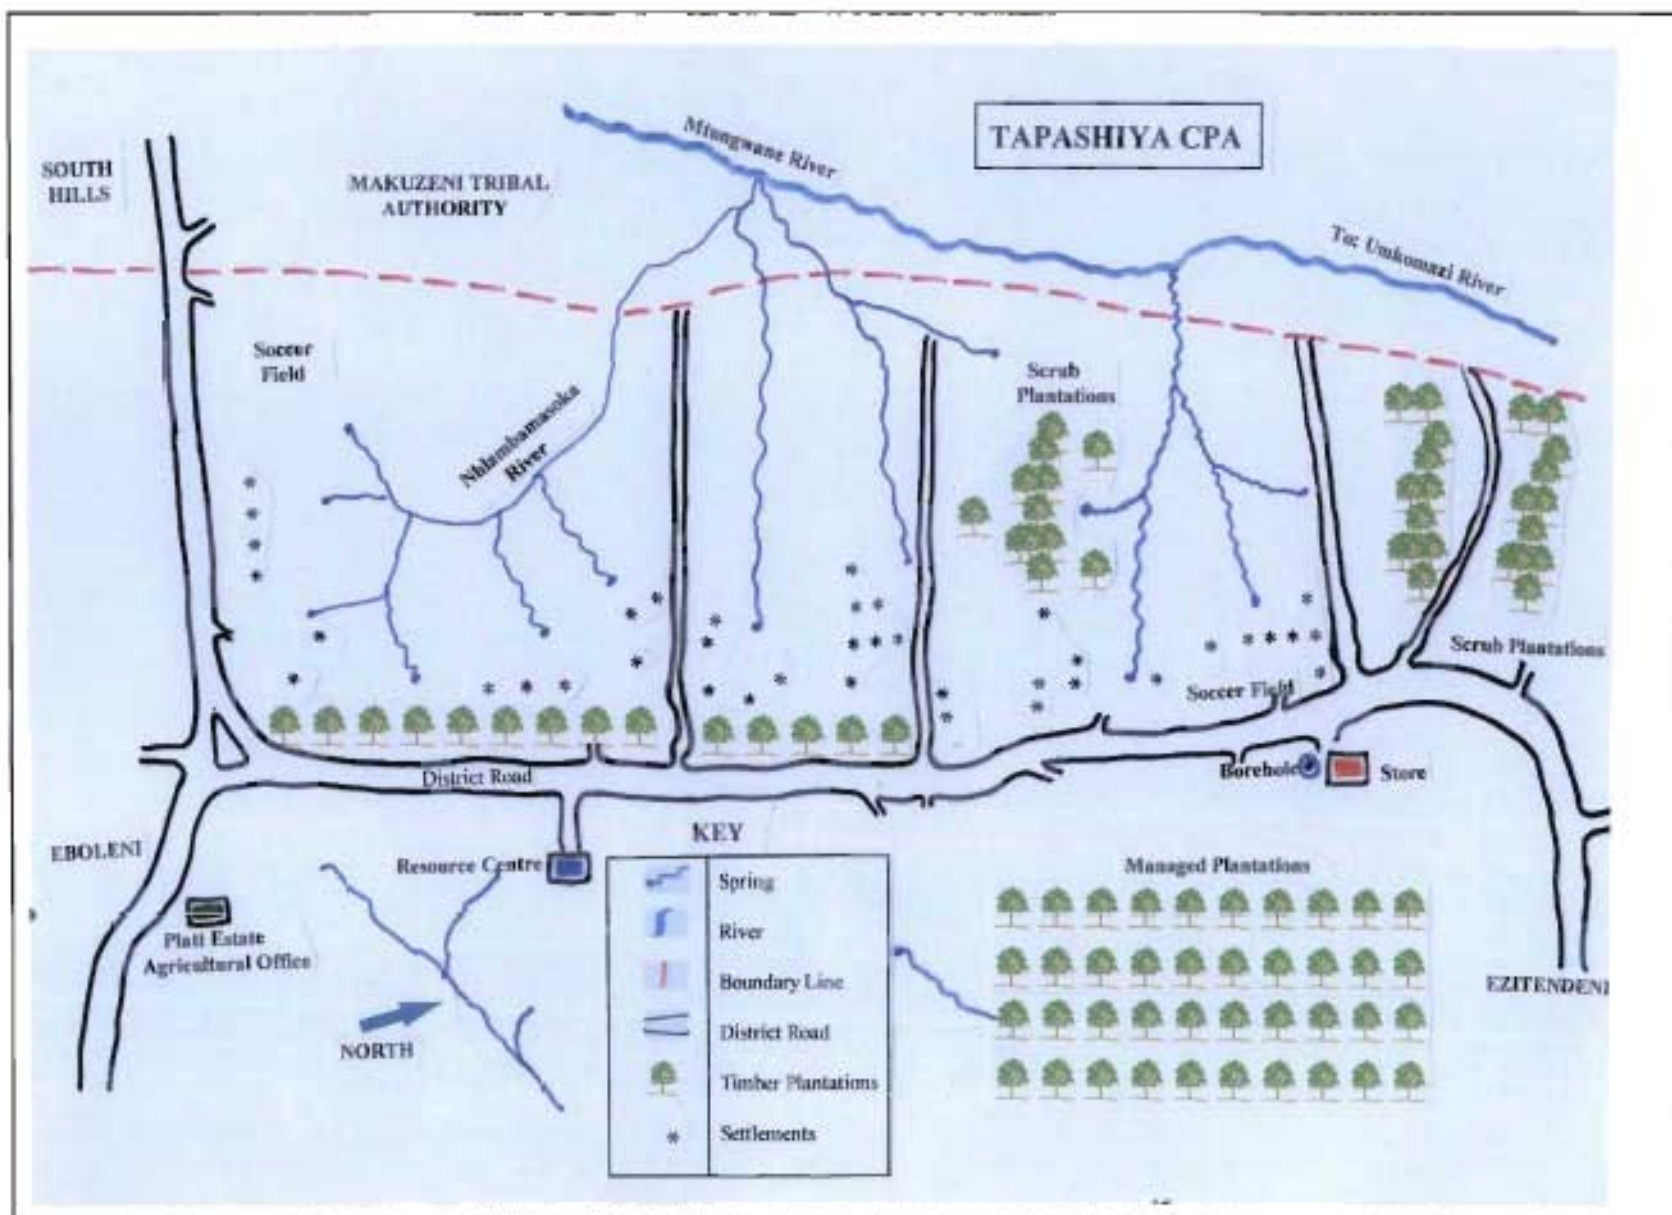 TAPASHIYA CPA
SOUTH
HILLS
MAKUZENI TRIBAL
AUTHORITY
Mtungwane River
To: Umkomazi River
Soccer
Field
Nhlambamasoka
River
Scrub
Plantations
Scrub Plantations
Soccer Field
District Road
Borehole
Store
EBOLENI
Resource Centre
KEY
Managed Plantations
Platt Estate
Agricultural Office
NORTH
EZITENDENI
Spring
River
Boundary Line
District Road
Timber Plantations
Settlements